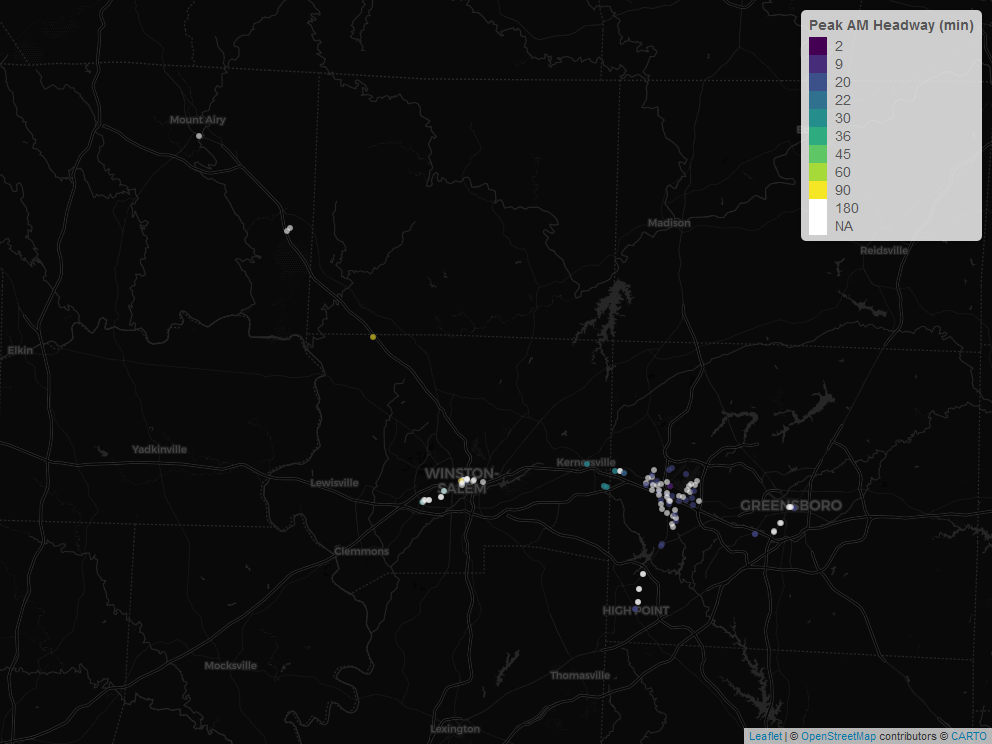 Peak AM Headway (min)
2
9
20
22
30
36
45
60
90
180
NA
Mount Airy
Madison
Reidsville
Elkin
Yadkinville
Lewisville
WINSTON-
SALEM
Kernersville
GREENSBORO
Clemmons
HIGH POINT
Mocksville
Thomasville
Lexington
Leaflet | © OpenStreetMap contributors © CARTO